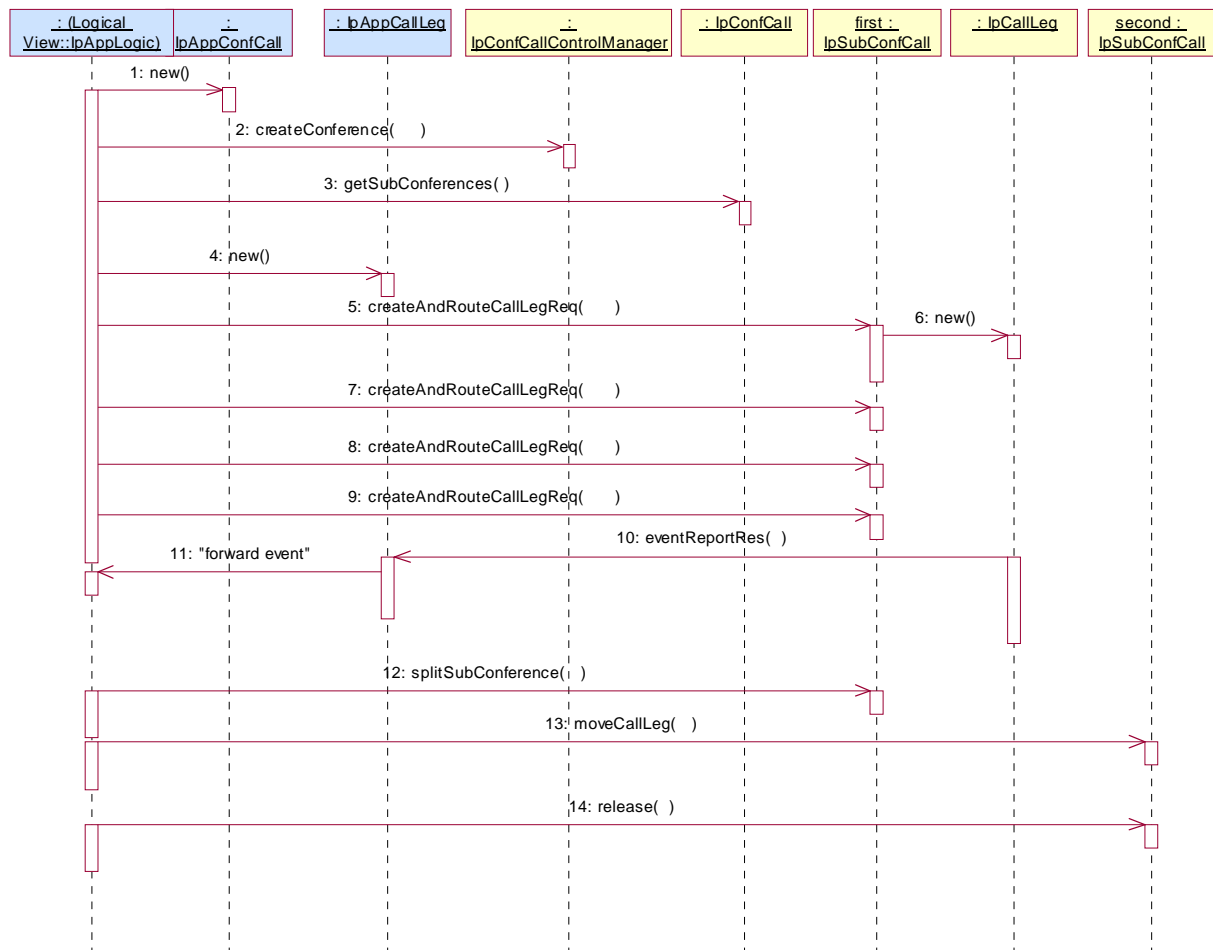 : (Logical
View::IpAppLogic)
:
IpAppConfCall
: IpAppCallLeg
:
IpConfCallControlManager
: IpConfCall
first :
IpSubConfCall
: IpCallLeg
second :
IpSubConfCall
1: new()
2: createConference( )
3: getSubConferences( )
4: new()
5: createAndRouteCallLegReq( )
6: new()
7: createAndRouteCallLegReq( )
8: createAndRouteCallLegReq( )
9: createAndRouteCallLegReq( )
10: eventReportRes( )
11: "forward event"
12: splitSubConference( )
13: moveCallLeg( )
14: release( )